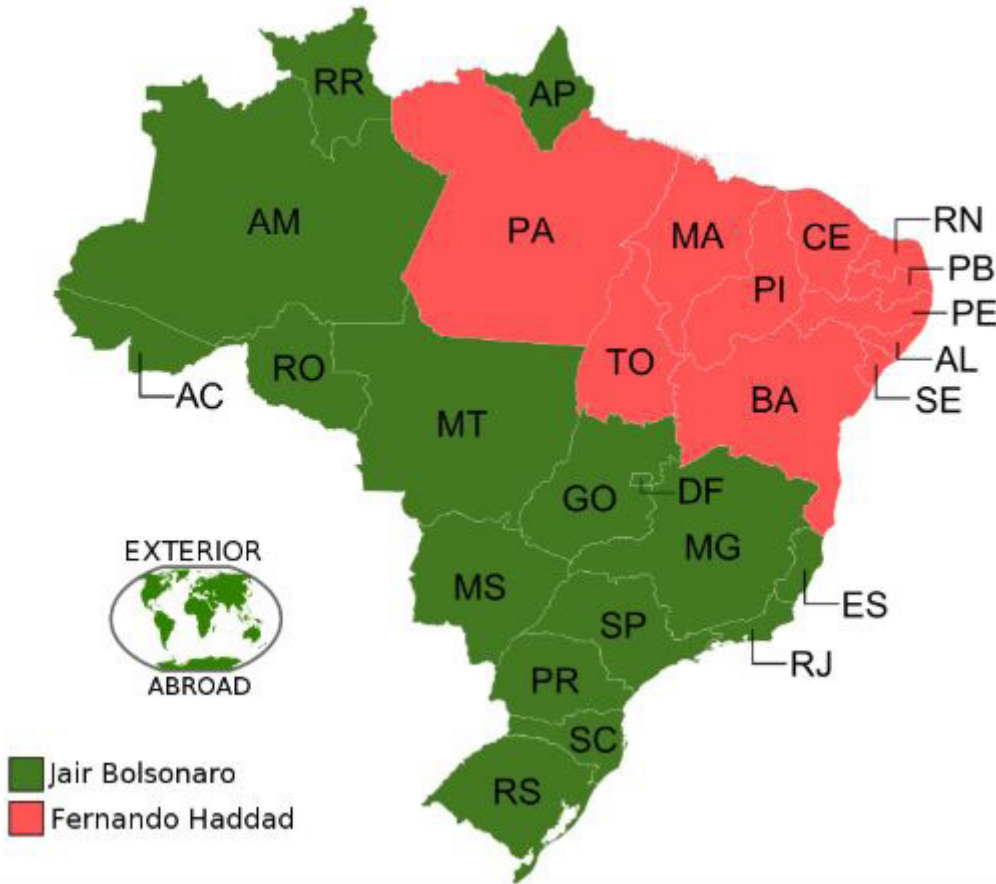 RR
AP
AM
PA
MA
CE
RN
PB
PI
PE
TO
AL
RO
AC
BA
SE
MT
GO
DF
MG
EXTERIOR
MS
ES
SP
RJ
ABROAD
PR
SC
Jair Bolsonaro
RS
Fernando Haddad